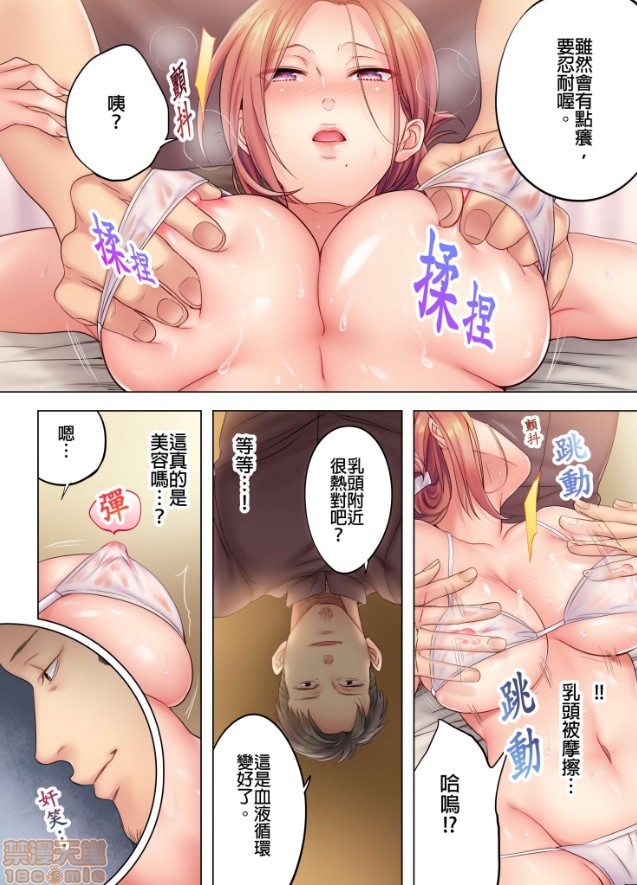 雖然會有點癢，
要忍耐喔。
顫抖
咦？
揉捏
揉捏
跳動
顫抖
!!
乳頭被摩擦…
跳動
哈嗚!?
乳頭附近
很熱對吧？
等等…！
這是血液循環
變好了。
這真的是
美容嗎…？
嗯…
彈
奸笑…
禁漫天堂
18comic